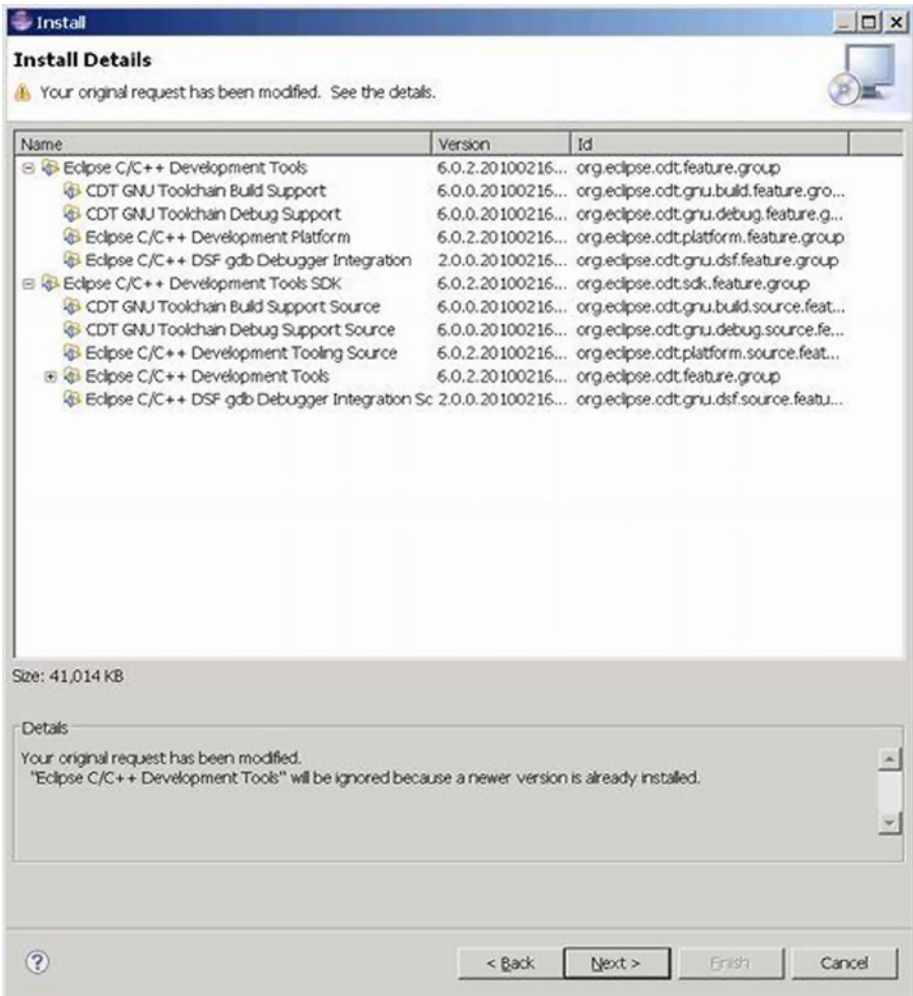 Install
Install Details
Your original request has been modified. See the details.
Name Version Id
Eclipse C/C++ Development Tools 6.0.2.20100216... org.eclipse.cdt.feature.group
CDT GNU Toolchain Build Support 6.0.0.20100216... org.eclipse.cdt.gnu.build.feature.gro...
CDT GNU Toolchain Debug Support 6.0.0.20100216... org.eclipse.cdt.gnu.debug.feature.g...
Eclipse C/C++ Development Platform 6.0.2.20100216... org.eclipse.cdt.platform.feature.group
Eclipse C/C++ DSF gdb Debugger Integration 2.0.0.20100216... org.eclipse.cdt.gnu.dsf.feature.group
Eclipse C/C++ Development Tools SDK 6.0.2.20100216... org.eclipse.cdt.sdk.feature.group
CDT GNU Toolchain Build Support Source 6.0.0.20100216... org.eclipse.cdt.gnu.build.source.feat...
CDT GNU Toolchain Debug Support Source 6.0.0.20100216... org.eclipse.cdt.gnu.debug.source.fe...
Eclipse C/C++ Development Tooling Source 6.0.2.20100216... org.eclipse.cdt.platform.source.feat...
Eclipse C/C++ Development Tools 6.0.2.20100216... org.eclipse.cdt.feature.group
Eclipse C/C++ DSF gdb Debugger Integration Sc 2.0.0.20100216... org.eclipse.cdt.gnu.dsf.source.featu...
Size: 41,014 KB
Details
Your original request has been modified.
"Eclipse C/C++ Development Tools" will be ignored because a newer version is already installed.
< Back Next > Finish Cancel